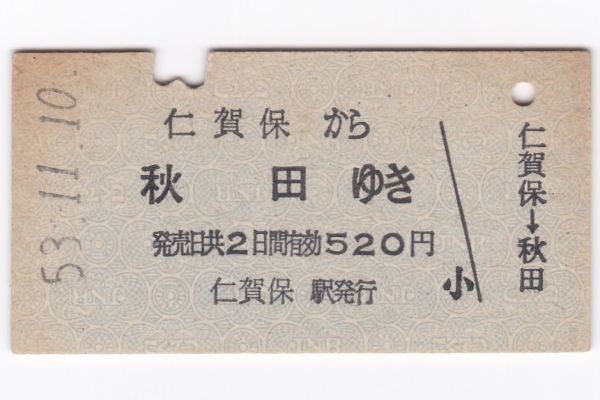 53.11.10.
仁賀保 から
秋田 ゆき
発売日共2日間有効520円
仁賀保 駅発行
小
仁賀保→秋田